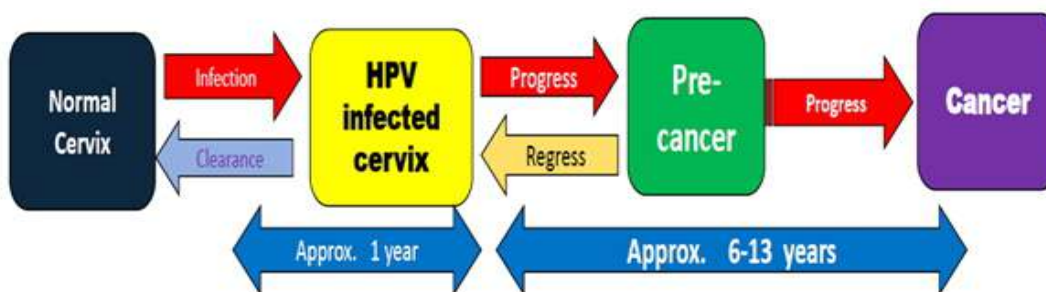 Normal
Cervix
Infection
Clearance
HPV
infected
cervix
Progress
Regress
Pre-
cancer
Progress
Cancer
Approx. 1 year
Approx. 6-13 years